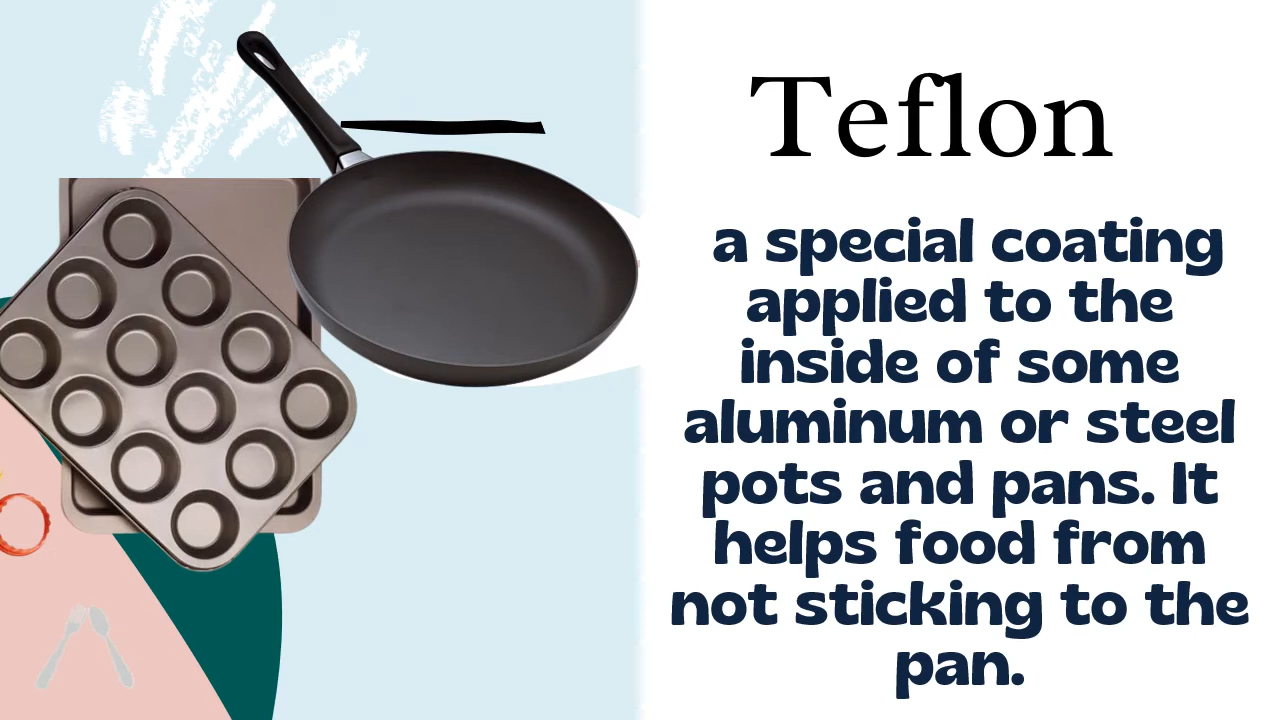 Teflon
a special coating
applied to the
inside of some
aluminum or steel
pots and pans. It
helps food from
not sticking to the
pan.